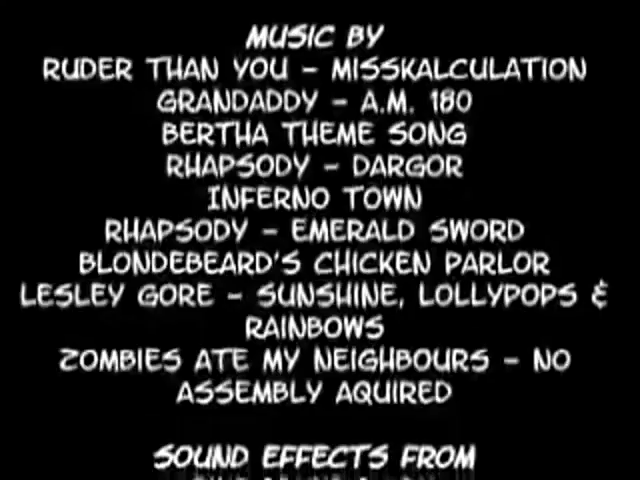 MUSIC BY
RUDER THAN YOU - MISSKALCULATION
GRANDADDY - A.M. 180
BERTHA THEME SONG
RHAPSODY - DARGOR
INFERNO TOWN
RHAPSODY - EMERALD SWORD
BLONDEBEARD'S CHICKEN PARLOR
LESLEY GORE - SUNSHINE, LOLLYPOPS &
RAINBOWS
ZOMBIES ATE MY NEIGHBOURS - NO
ASSEMBLY AQUIRED
SOUND EFFECTS FROM